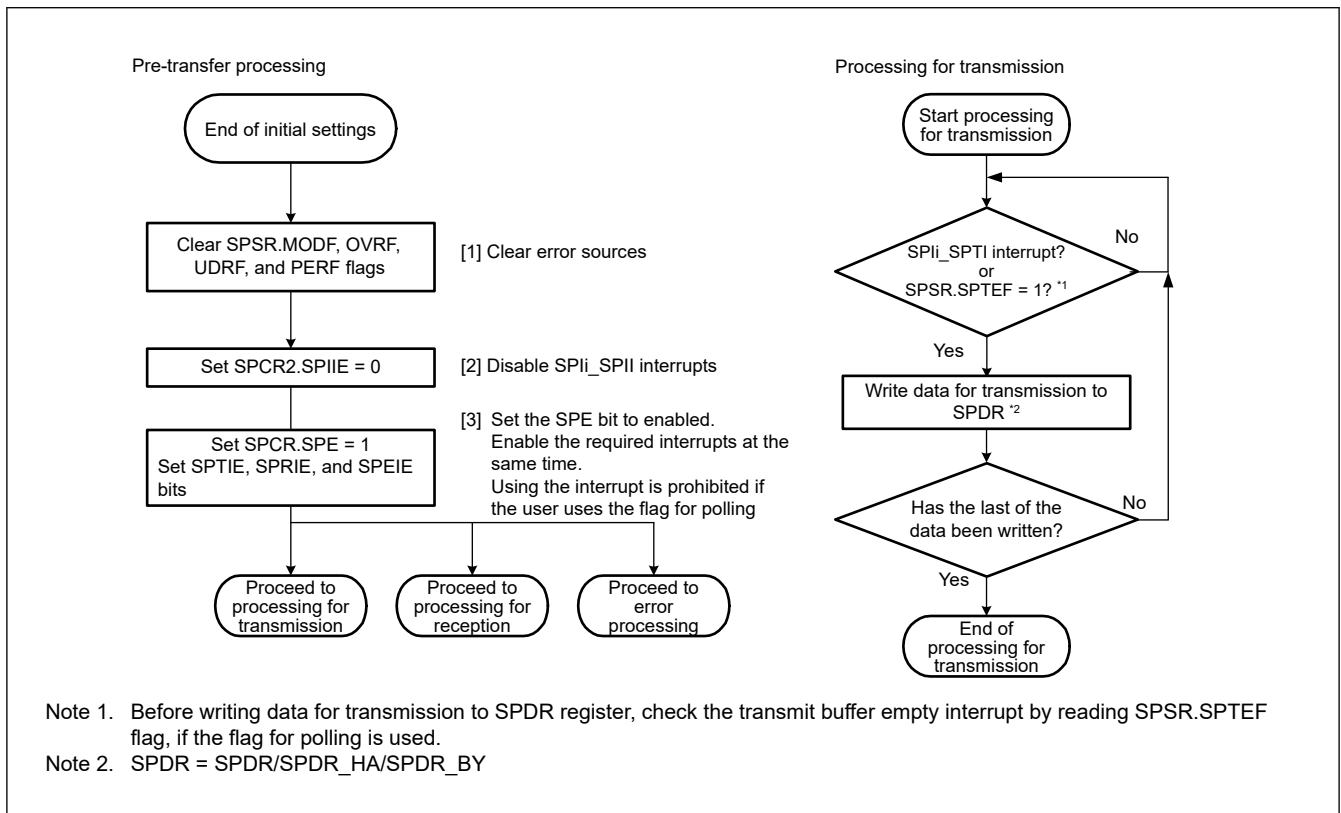 Pre-transfer processing
End of initial settings
Clear SPSR.MODF, OVRF,
UDRF, and PERF flags
[1] Clear error sources
Set SPCR2.SPIIE = 0
[2] Disable SPIi_SPII interrupts
Set SPCR.SPE = 1
Set SPTIE, SPRIE, and SPEIE
bits
[3] Set the SPE bit to enabled.
Enable the required interrupts at the
same time.
Using the interrupt is prohibited if
the user uses the flag for polling
Proceed to
processing for
transmission
Proceed to
processing for
reception
Proceed to
error
processing
Processing for transmission
Start processing
for transmission
SPIi_SPTI interrupt?
or
SPSR.SPTEF = 1? *1
No
Yes
Write data for transmission to
SPDR *2
Has the last of the
data been written?
No
Yes
End of
processing for
transmission
Note 1. Before writing data for transmission to SPDR register, check the transmit buffer empty interrupt by reading SPSR.SPTEF
flag, if the flag for polling is used.
Note 2. SPDR = SPDR/SPDR_HA/SPDR_BY